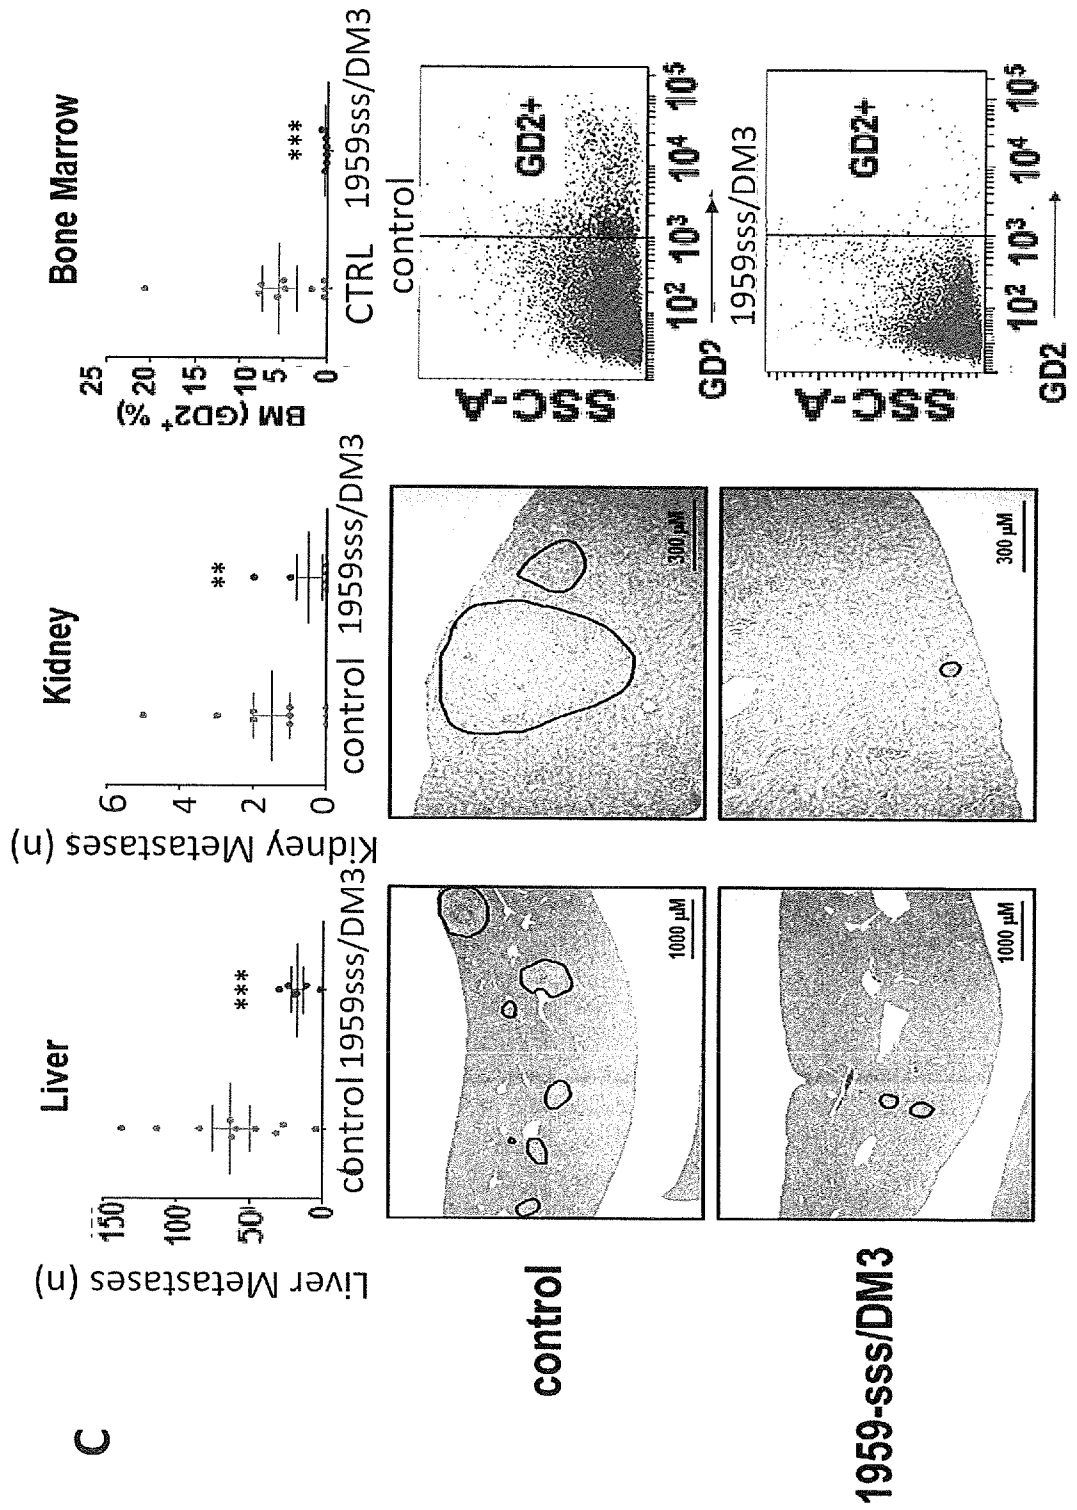 C
Liver
Kidney
Bone Marrow
Liver Metastases (n)
150
100
50
0
control 1959sss/DM3
***
Kidney Metastases (n)
6
4
2
0
control 1959sss/DM3
**
BM (GD2+ %)
25
20
15
10
5
0
CTRL 1959sss/DM3
***
control
1000 µM
300 µM
control
SSC-A
GD2+
10² 10³ 10⁴ 10⁵
GD2
1959-sss/DM3
1000 µM
300 µM
1959sss/DM3
SSC-A
GD2+
10² 10³ 10⁴ 10⁵
GD2